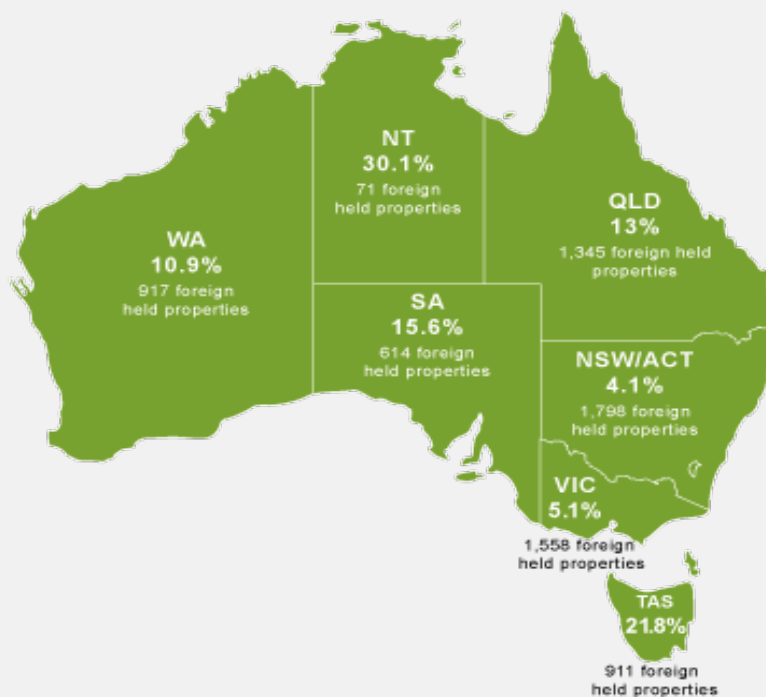 NT
30.1%
71 foreign
held properties
QLD
13%
1,345 foreign held
properties
WA
10.9%
917 foreign
held properties
SA
15.6%
614 foreign
held properties
NSW/ACT
4.1%
1,798 foreign
held properties
VIC
5.1%
1,558 foreign
held properties
TAS
21.8%
911 foreign
held properties